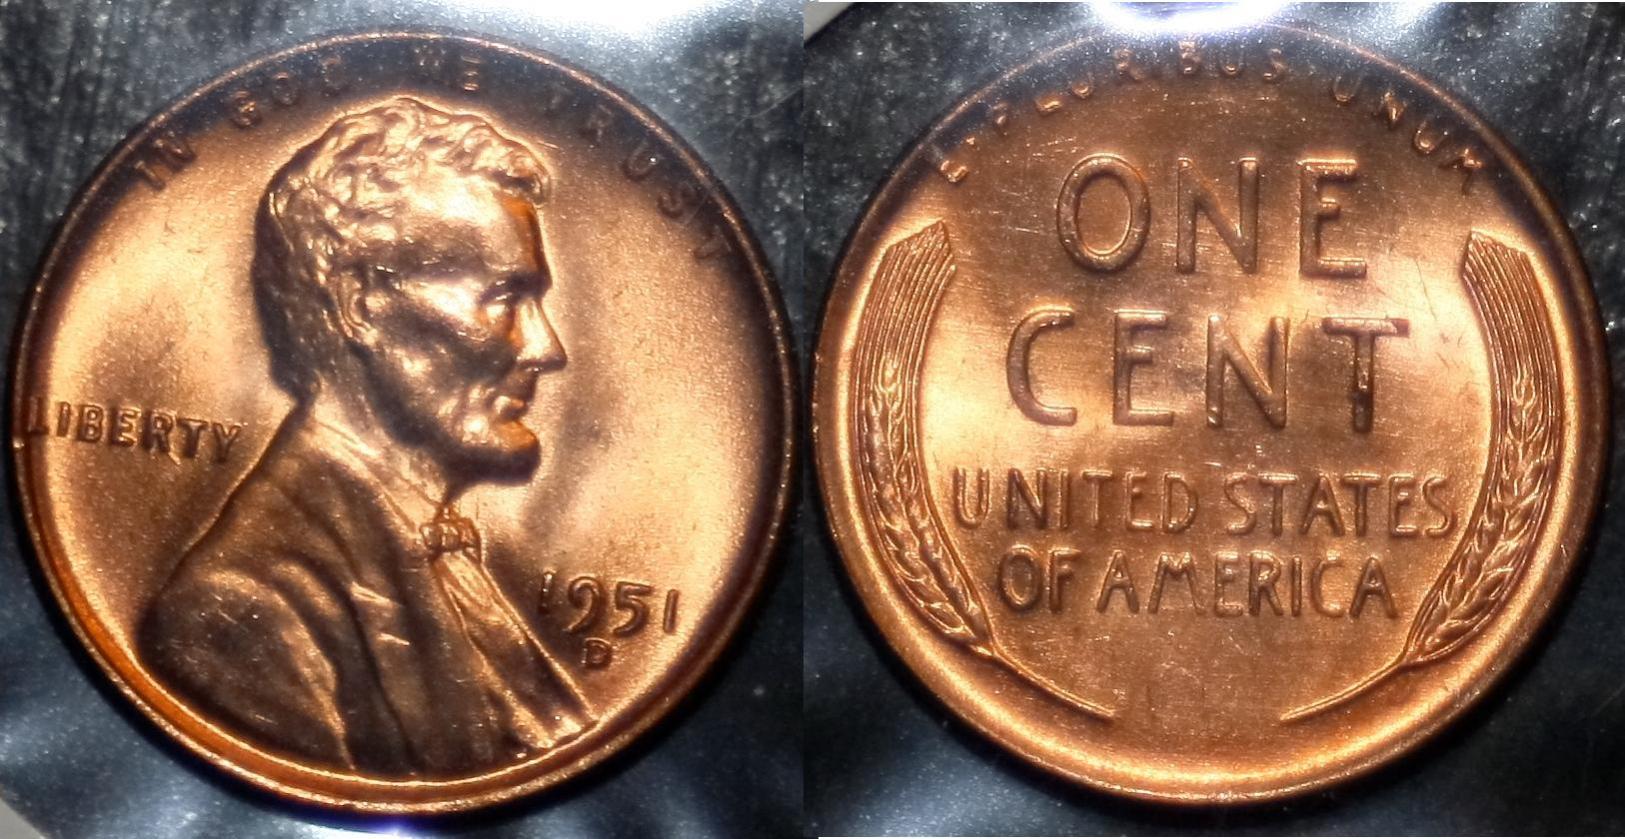 IN GOD WE TRUST
LIBERTY
1951
D
E·PLURIBUS·UNUM
ONE
CENT
UNITED STATES
OF AMERICA